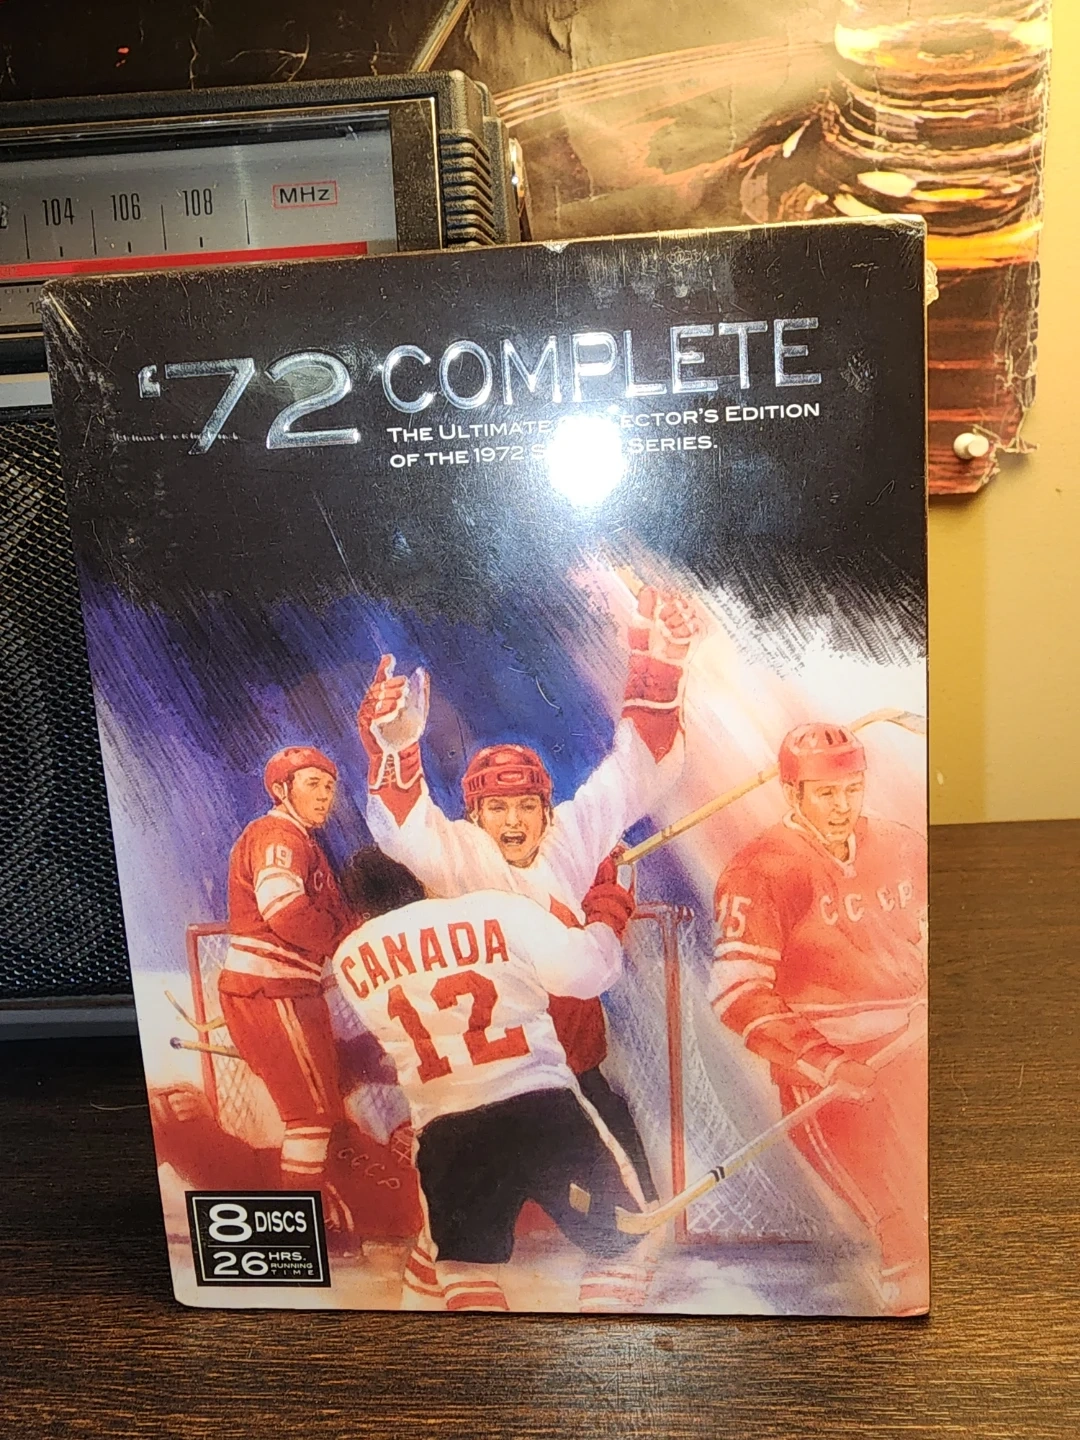 104 106 108 MHz
'72 COMPLETE
THE ULTIMATE ECTOR'S EDITION
OF THE 1972 SERIES.
19
CC
CCCP
15
CANADA
12
CCCP
8 DISCS
26 HRS.
RUNNING
TIME